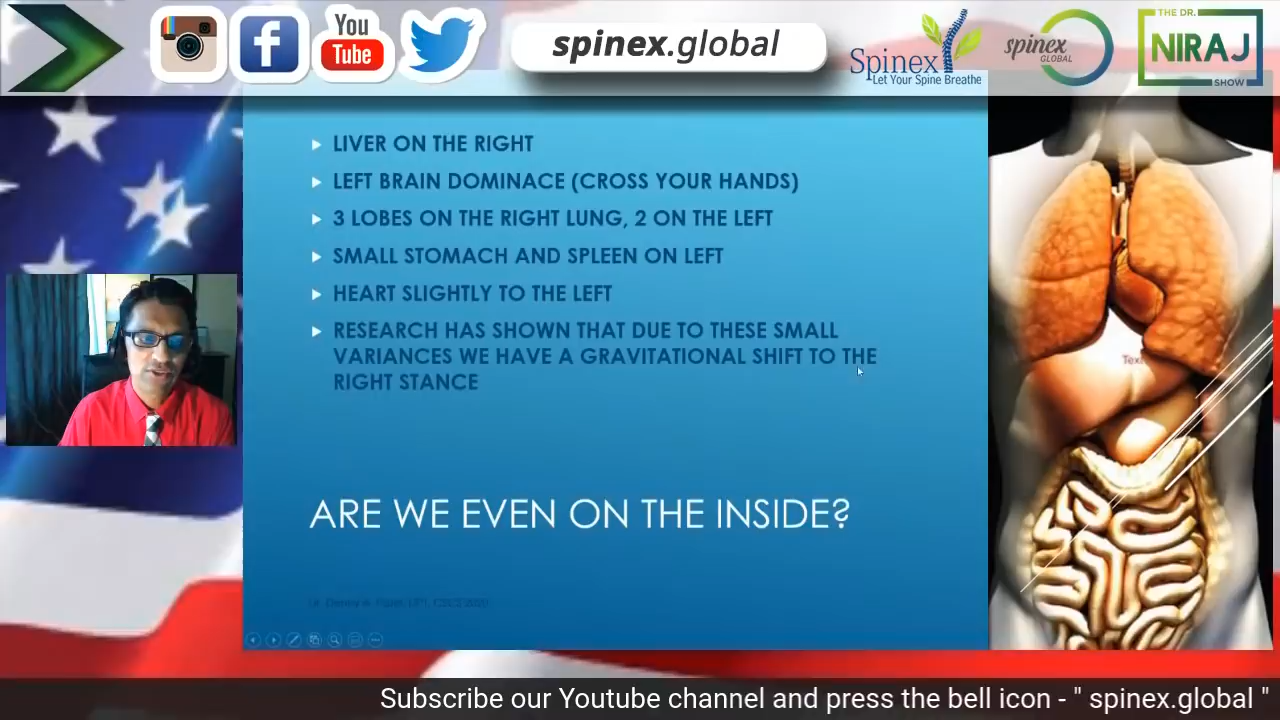 You
Tube
spinex.global
Spinex
Let Your Spine Breathe
spinex
GLOBAL
THE DR.
NIRAJ
SHOW
LIVER ON THE RIGHT
LEFT BRAIN DOMINACE (CROSS YOUR HANDS)
3 LOBES ON THE RIGHT LUNG, 2 ON THE LEFT
SMALL STOMACH AND SPLEEN ON LEFT
HEART SLIGHTLY TO THE LEFT
RESEARCH HAS SHOWN THAT DUE TO THESE SMALL
VARIANCES WE HAVE A GRAVITATIONAL SHIFT TO THE
RIGHT STANCE
Text
ARE WE EVEN ON THE INSIDE?
Subscribe our Youtube channel and press the bell icon - " spinex.global "